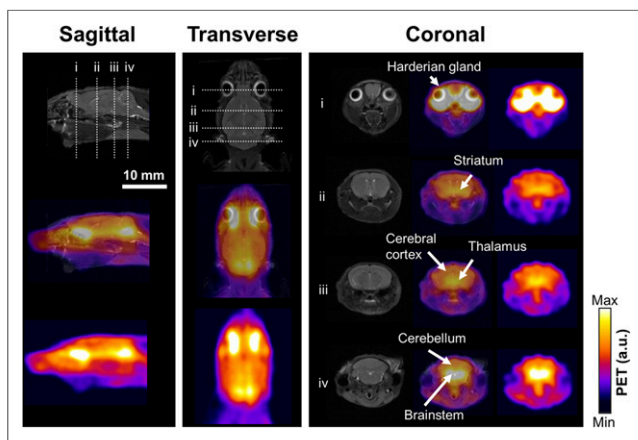 Sagittal
Transverse
Coronal
i ii iii iv
10 mm
i
ii
iii
iv
i
Harderian gland
ii
Striatum
iii
Cerebral
cortex
Thalamus
iv
Cerebellum
Brainstem
Max
PET (a.u.)
Min